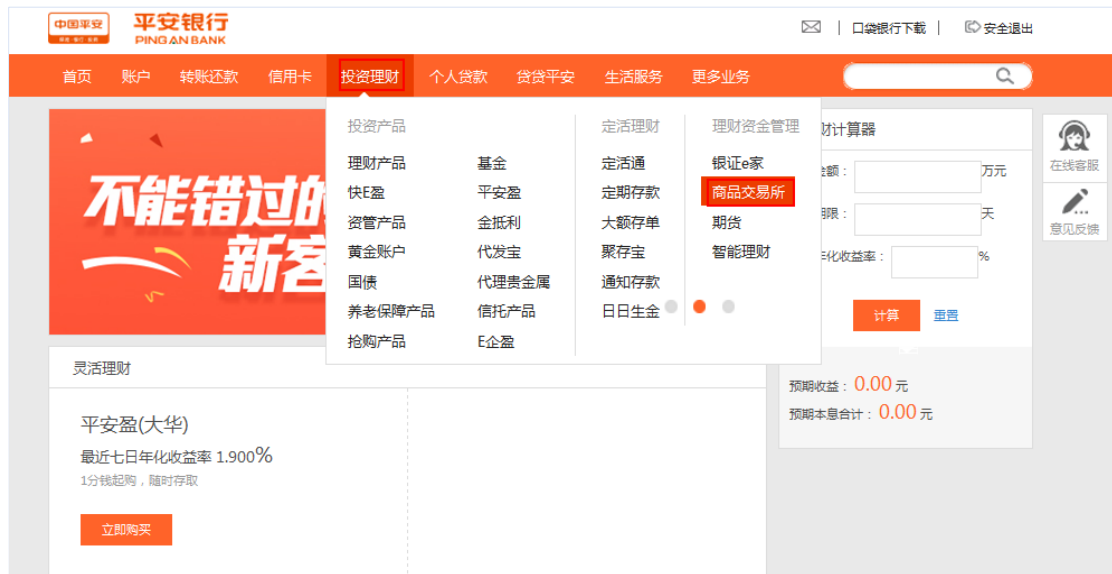 中国平安
平安银行
PING AN BANK
口袋银行下载
安全退出
首页 账户 转账还款 信用卡 投资理财 个人贷款 贷贷平安 生活服务 更多业务
不能错过的
新客
投资产品
理财产品 基金
快E盈 平安盈
资管产品 金抵利
黄金账户 代发宝
国债 代理贵金属
养老保障产品 信托产品
抢购产品 E企盈
定活理财
定活通
定期存款
大额存单
聚存宝
通知存款
日日生金
理财资金管理
银证e家
商品交易所
期货
智能理财
财计算器
金额: 万元
期限: 天
年化收益率: %
计算 重置
预期收益: 0.00 元
预期本息合计: 0.00 元
在线客服
意见反馈
灵活理财
平安盈(大华)
最近七日年化收益率 1.900%
1分钱起购,随时存取
立即购买